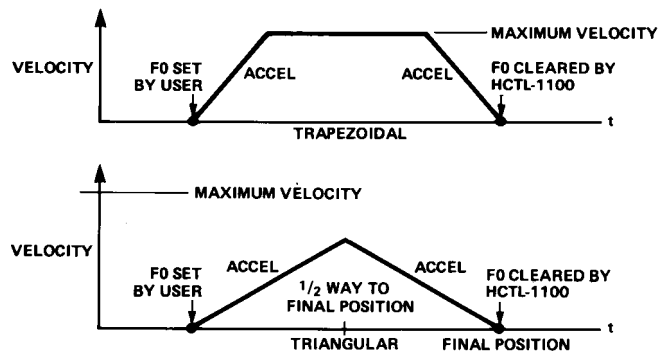 MAXIMUM VELOCITY
VELOCITY
F0 SET
BY USER
ACCEL
ACCEL
F0 CLEARED BY
HCTL-1100
t
TRAPEZOIDAL
MAXIMUM VELOCITY
VELOCITY
F0 SET
BY USER
ACCEL
1/2 WAY TO
FINAL POSITION
ACCEL
F0 CLEARED BY
HCTL-1100
t
TRIANGULAR
FINAL POSITION